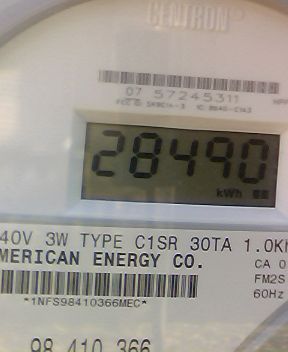 CENTRON®
07 57245311
28490
kWh
40V 3W TYPE C1SR 30TA 1.0Kh
MERICAN ENERGY CO.
CA 0
FM2S
60Hz
*1NFS98410366MEC*
98 410 366